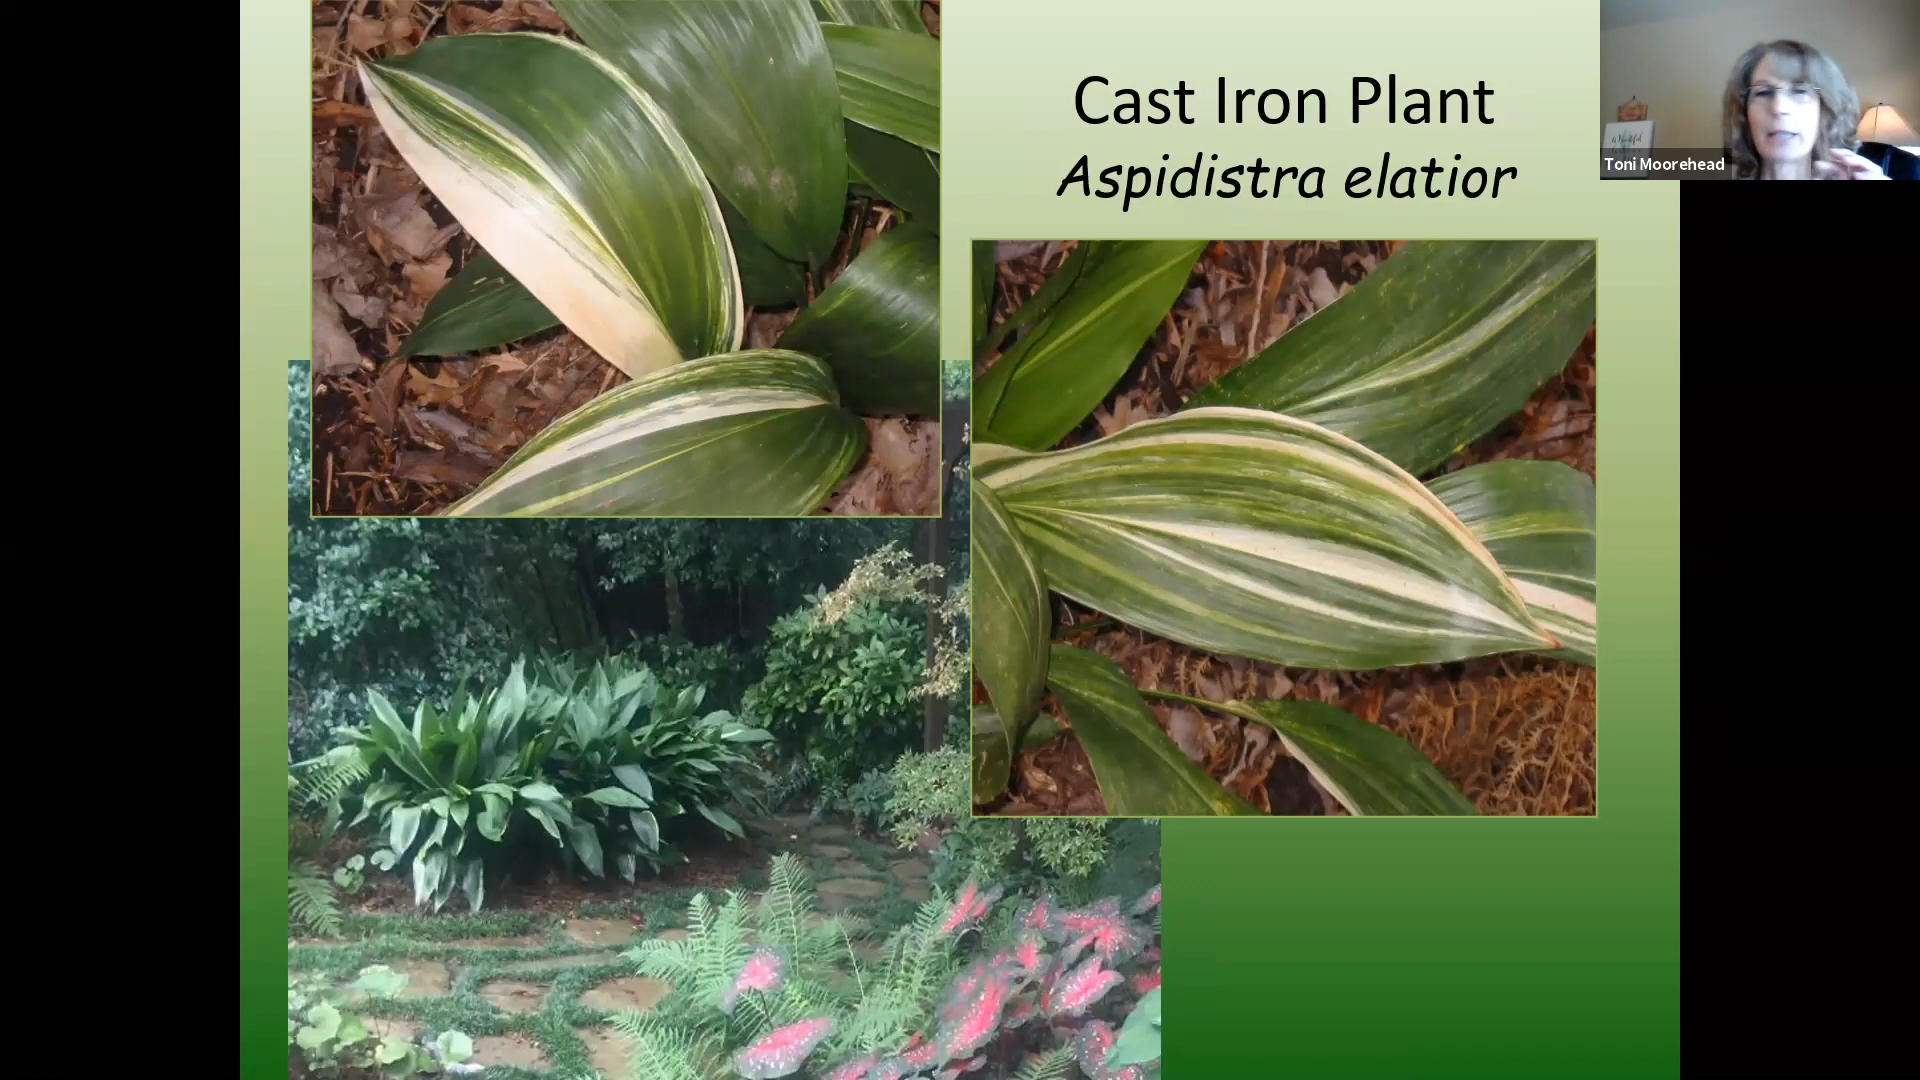 Cast Iron Plant
Aspidistra elatior
Toni Moorehead